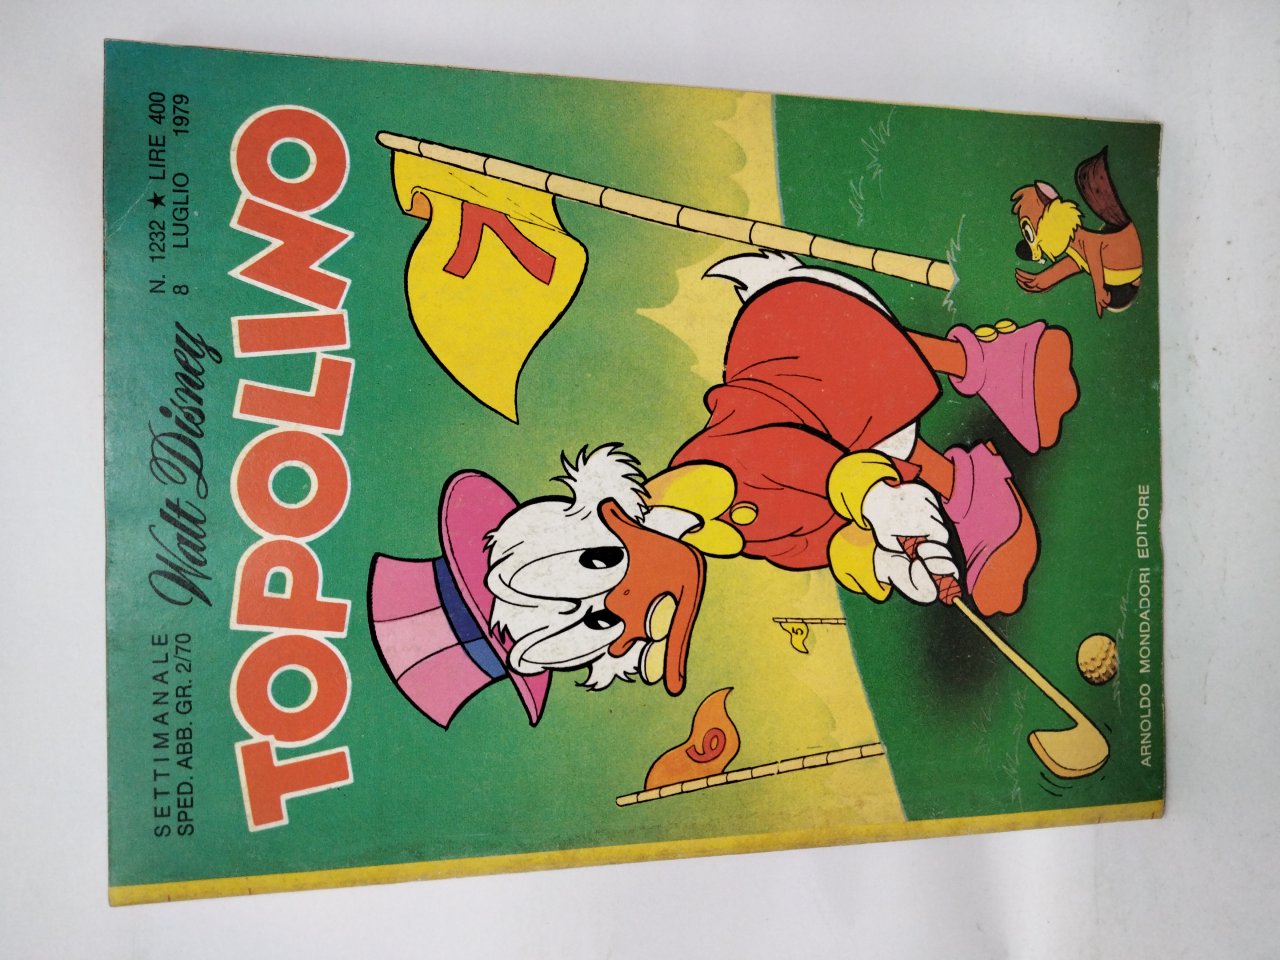 SETTIMANALE
SPED. ABB. GR. 2/70
Walt Disney
N. 1232 ★ LIRE 400
8 LUGLIO 1979
TOPOLINO
7
5
6
ARNOLDO MONDADORI EDITORE